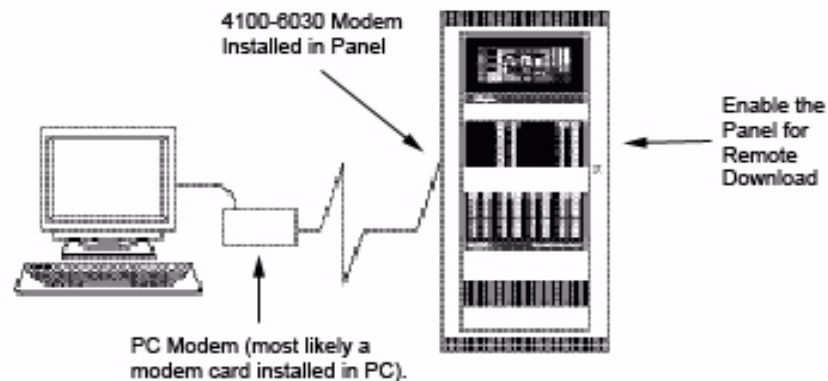 4100-6030 Modem
Installed in Panel
Enable the
Panel for
Remote
Download
PC Modem (most likely a
modem card installed in PC).